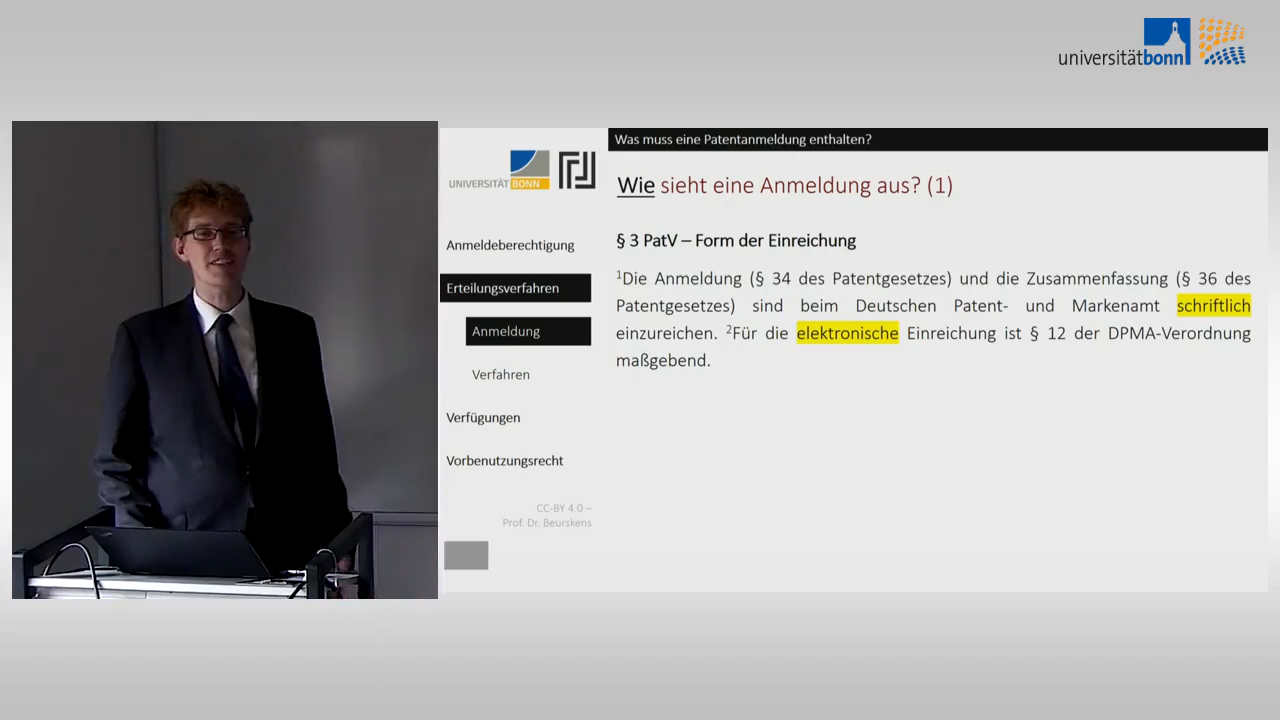 universitätbonn
UNIVERSITÄT BONN
Anmeldeberechtigung
Erteilungsverfahren
Anmeldung
Verfahren
Verfügungen
Vorbenutzungsrecht
CC-BY 4.0 –
Prof. Dr. Beurskens
Was muss eine Patentanmeldung enthalten?
Wie sieht eine Anmeldung aus? (1)
§ 3 PatV – Form der Einreichung
¹Die Anmeldung (§ 34 des Patentgesetzes) und die Zusammenfassung (§ 36 des
Patentgesetzes) sind beim Deutschen Patent- und Markenamt schriftlich
einzureichen. ²Für die elektronische Einreichung ist § 12 der DPMA-Verordnung
maßgebend.